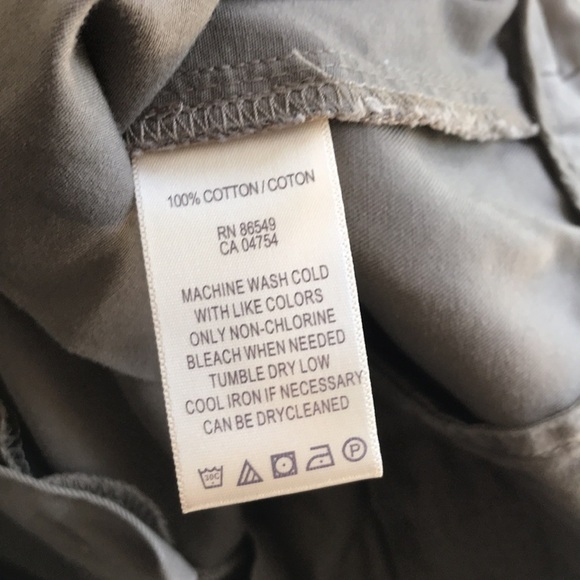 100% COTTON / COTON
RN 86549
CA 04754
MACHINE WASH COLD
WITH LIKE COLORS
ONLY NON-CHLORINE
BLEACH WHEN NEEDED
TUMBLE DRY LOW
COOL IRON IF NECESSARY
CAN BE DRYCLEANED
30C P